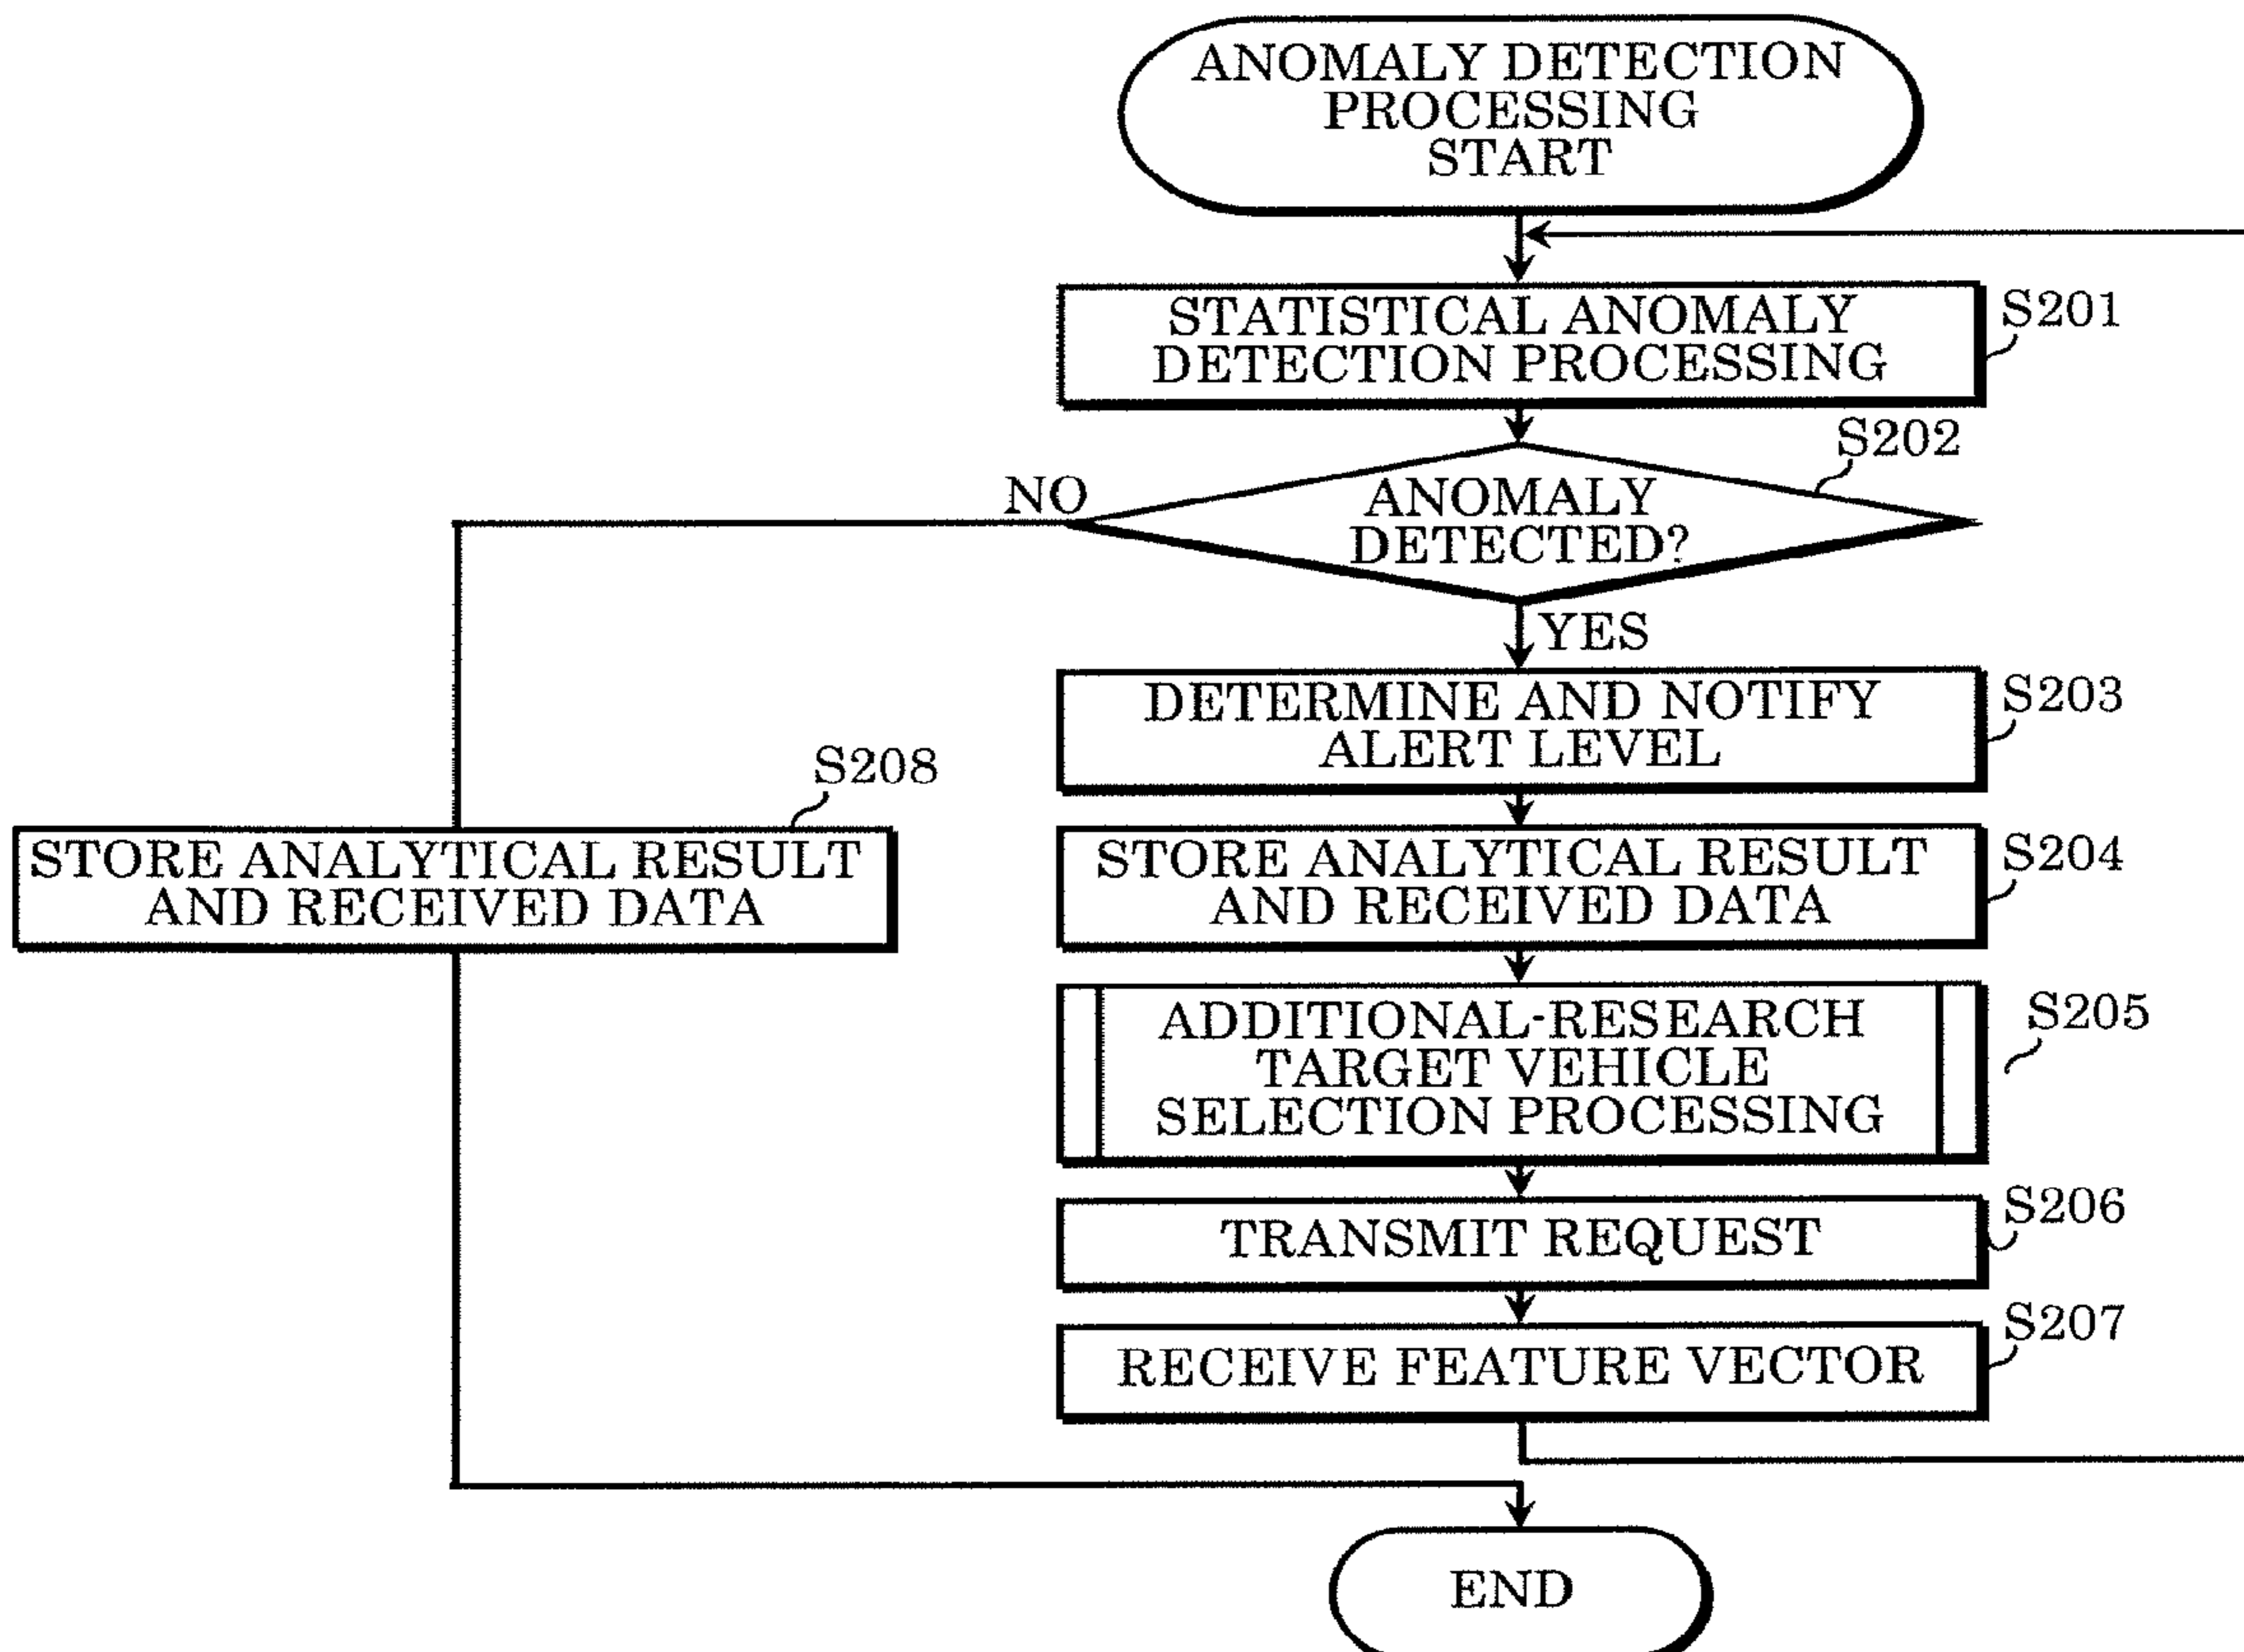 ANOMALY DETECTION
PROCESSING
START
STATISTICAL ANOMALY
DETECTION PROCESSING
S201
S202
NO
ANOMALY
DETECTED?
YES
DETERMINE AND NOTIFY
ALERT LEVEL
S203
S208
STORE ANALYTICAL RESULT
AND RECEIVED DATA
STORE ANALYTICAL RESULT
AND RECEIVED DATA
S204
ADDITIONAL-RESEARCH
TARGET VEHICLE
SELECTION PROCESSING
S205
TRANSMIT REQUEST
S206
RECEIVE FEATURE VECTOR
S207
END